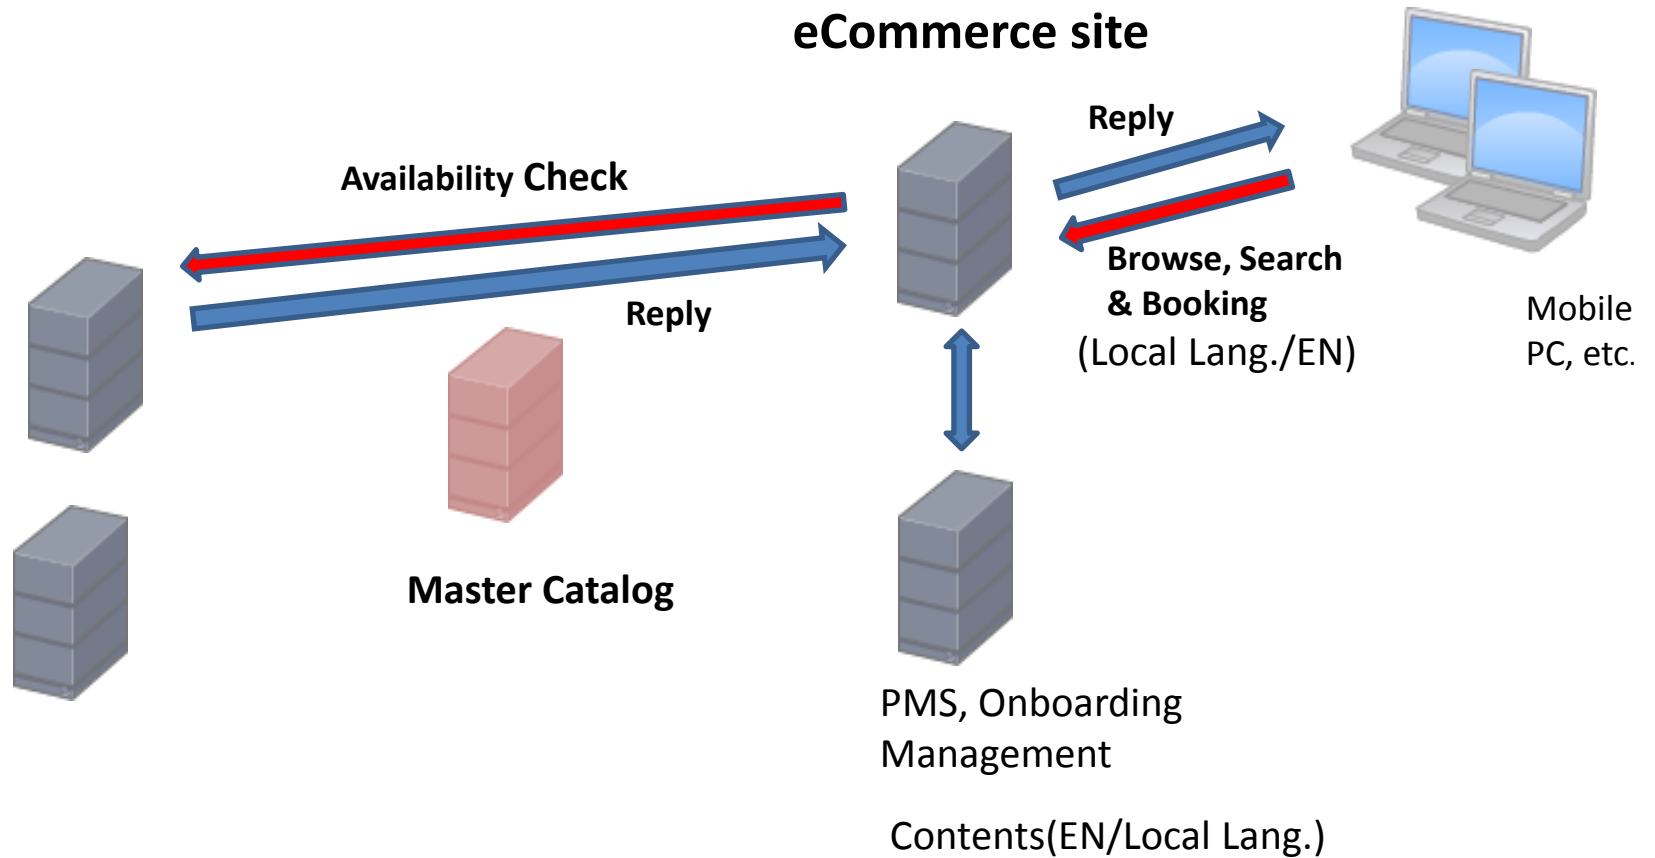 eCommerce site
Reply
Availability Check
Browse, Search
& Booking
(Local Lang./EN)
Reply
Mobile
PC, etc.
Master Catalog
PMS, Onboarding
Management
Contents(EN/Local Lang.)